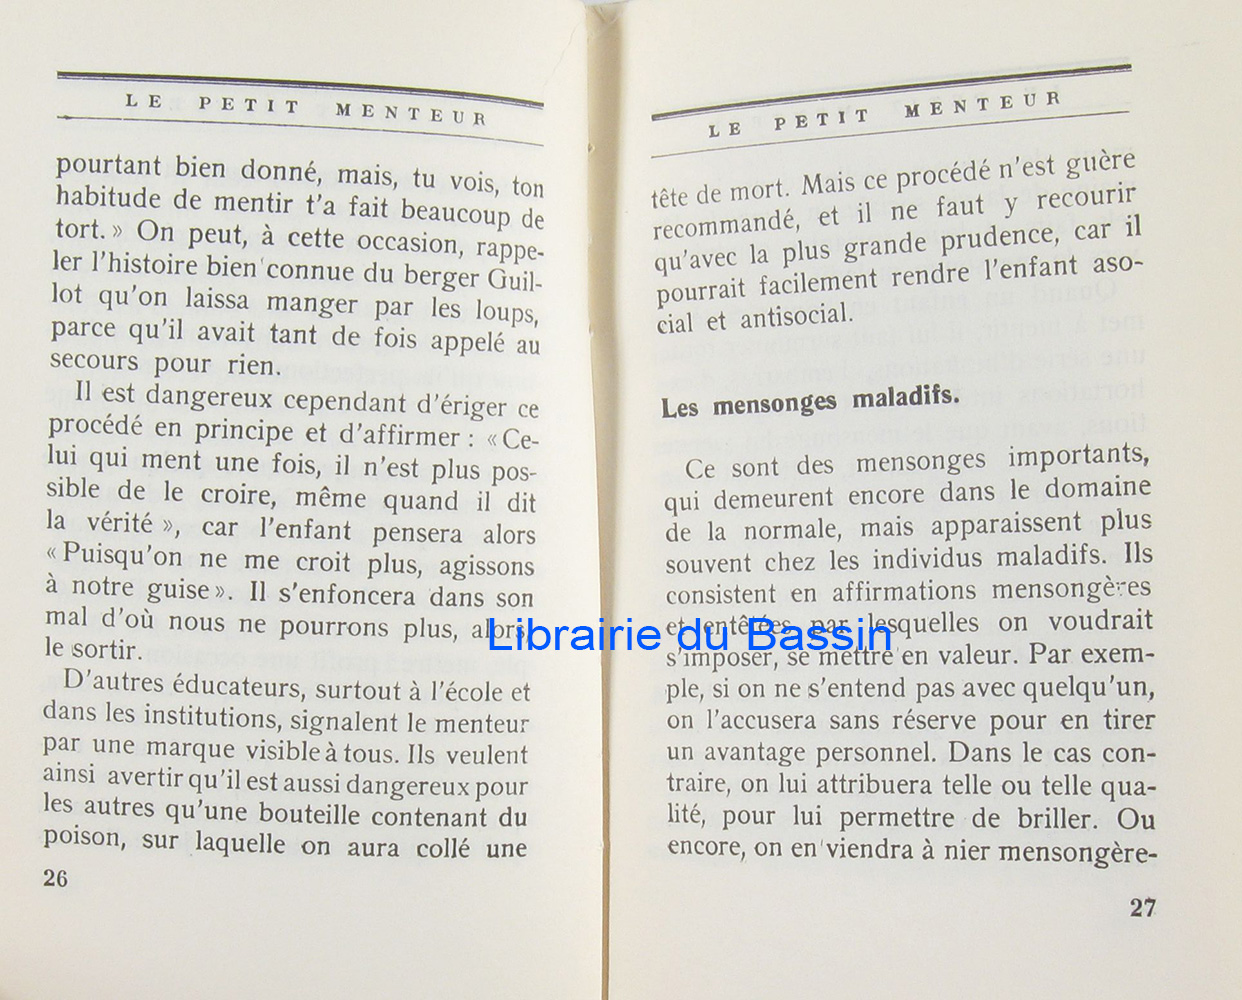 LE PETIT MENTEUR
pourtant bien donné, mais, tu vois, ton
habitude de mentir t'a fait beaucoup de
tort. » On peut, à cette occasion, rappe-
ler l'histoire bien connue du berger Guil-
lot qu'on laissa manger par les loups,
parce qu'il avait tant de fois appelé au
secours pour rien.
Il est dangereux cependant d'ériger ce
procédé en principe et d'affirmer : « Ce-
lui qui ment une fois, il n'est plus pos-
sible de le croire, même quand il dit
la vérité », car l'enfant pensera alors
« Puisqu'on ne me croit plus, agissons
à notre guise ». Il s'enfoncera dans son
mal d'où nous ne pourrons plus, alors,
le sortir.
D'autres éducateurs, surtout à l'école et
dans les institutions, signalent le menteur
par une marque visible à tous. Ils veulent
ainsi avertir qu'il est aussi dangereux pour
les autres qu'une bouteille contenant du
poison, sur laquelle on aura collé une
26
LE PETIT MENTEUR
tête de mort. Mais ce procédé n'est guère
recommandé, et il ne faut y recourir
qu'avec la plus grande prudence, car il
pourrait facilement rendre l'enfant aso-
cial et antisocial.
Les mensonges maladifs.
Ce sont des mensonges importants,
qui demeurent encore dans le domaine
de la normale, mais apparaissent plus
souvent chez les individus maladifs. Ils
consistent en affirmations mensongères
et entêtées, par lesquelles on voudrait
s'imposer, se mettre en valeur. Par exem-
ple, si on ne s'entend pas avec quelqu'un,
on l'accusera sans réserve pour en tirer
un avantage personnel. Dans le cas con-
traire, on lui attribuera telle ou telle qua-
lité, pour lui permettre de briller. Ou
encore, on en viendra à nier mensongère-
27
Librairie du Bassin